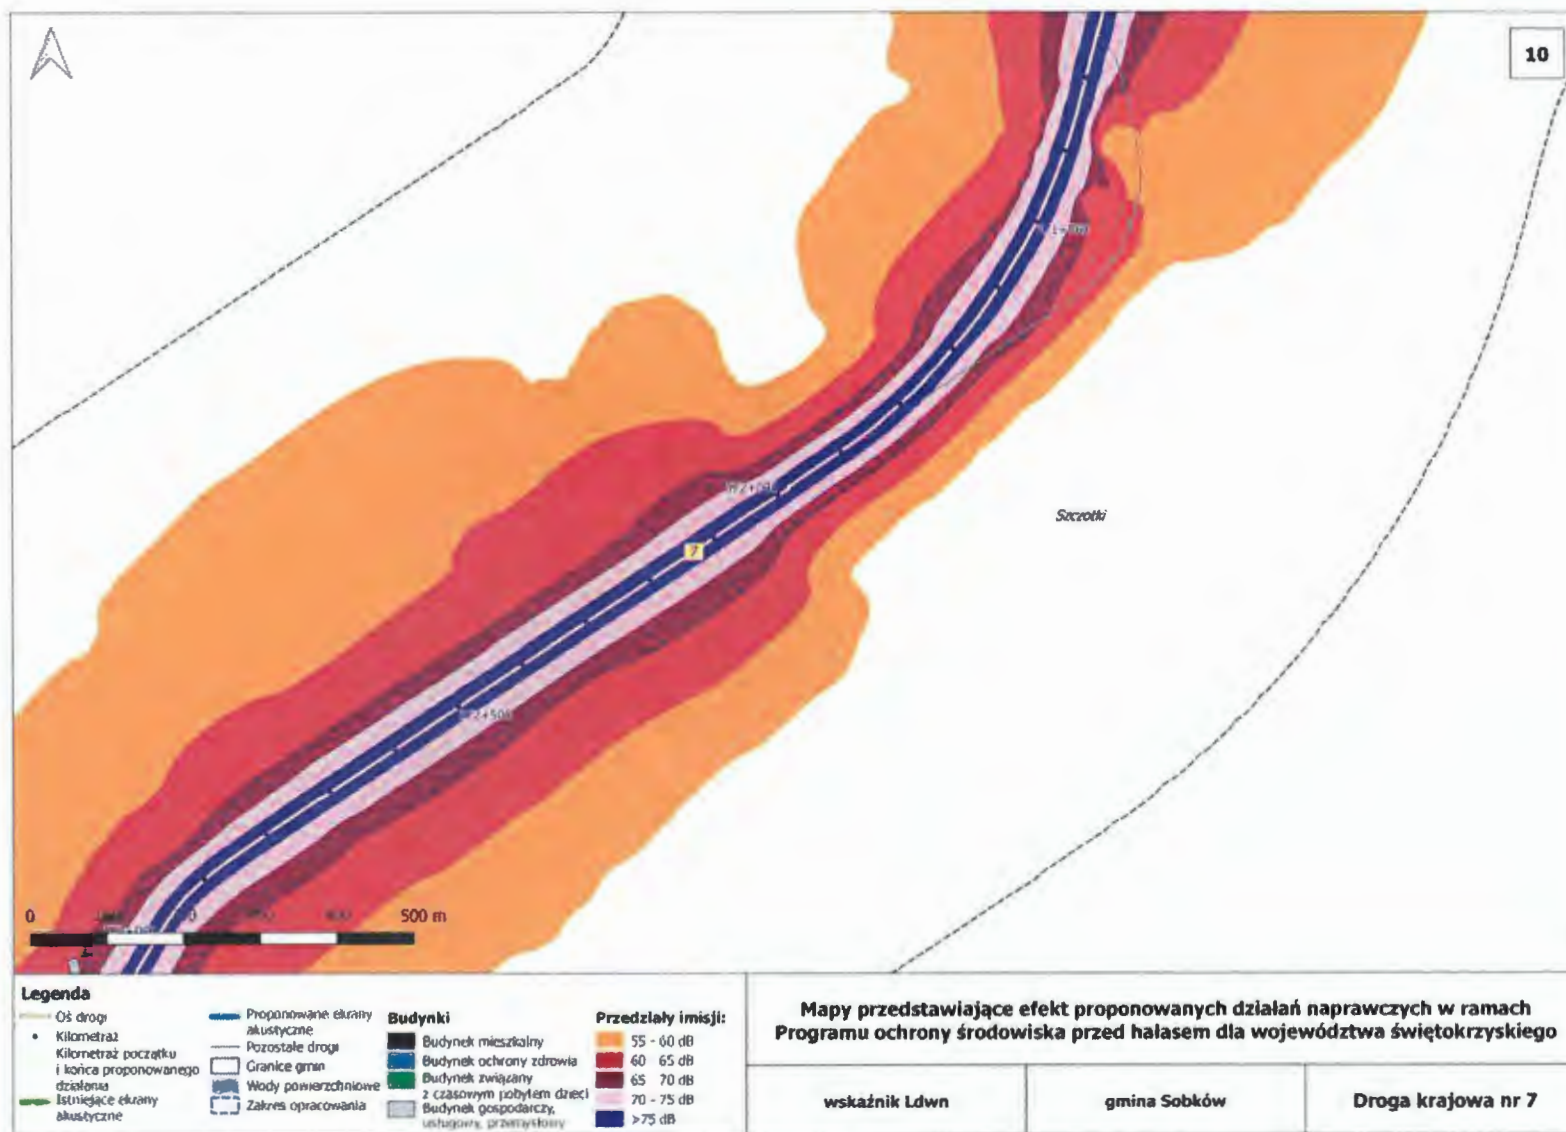 10
Szczotki
7
0
400
500 m
Legenda
Oś drogi
Kilometraż
Kilometraż początku
i końca proponowanego
działania
Istniejące ekrany
akustyczne
Proponowane ekrany
akustyczne
Pozostałe drogi
Granice gmin
Wody powierzchniowe
Zakres opracowania
Budynki
Budynek mieszkalny
Budynek ochrony zdrowia
Budynek związany
z czasowym pobytem dzieci
Budynek gospodarczy,
usługowy, przemysłowy
Przedziały imisji:
55 - 60 dB
60 65 dB
65 70 dB
70 - 75 dB
>75 dB
Mapy przedstawiające efekt proponowanych działań naprawczych w ramach
Programu ochrony środowiska przed hałasem dla województwa świętokrzyskiego
wskaźnik Ldwn
gmina Sobków
Droga krajowa nr 7